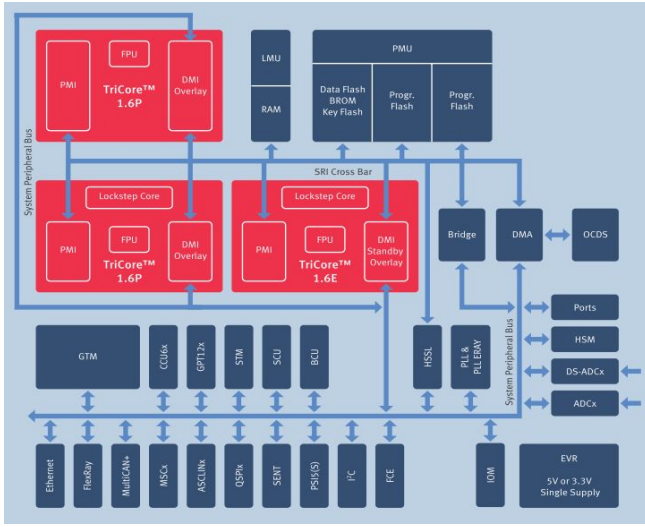 FPU
PMI
TriCore™
1.6P
DMI
Overlay
LMU
RAM
PMU
Data Flash
BROM
Key Flash
Progr.
Flash
Progr.
Flash
System Peripheral Bus
SRI Cross Bar
Lockstep Core
PMI
FPU
TriCore™
1.6P
DMI
Overlay
Lockstep Core
PMI
FPU
TriCore™
1.6E
DMI
Standby
Overlay
Bridge
DMA
OCDS
System Peripheral Bus
Ports
HSM
DS-ADCx
ADCx
GTM
CCU6x
GPT12x
STM
SCU
BCU
HSSL
PLL &
PLL ERAY
Ethernet
FlexRay
MultiCAN+
MSCx
ASCLINx
QSPIx
SENT
PSI5(S)
I²C
FCE
IOM
EVR
5V or 3.3V
Single Supply